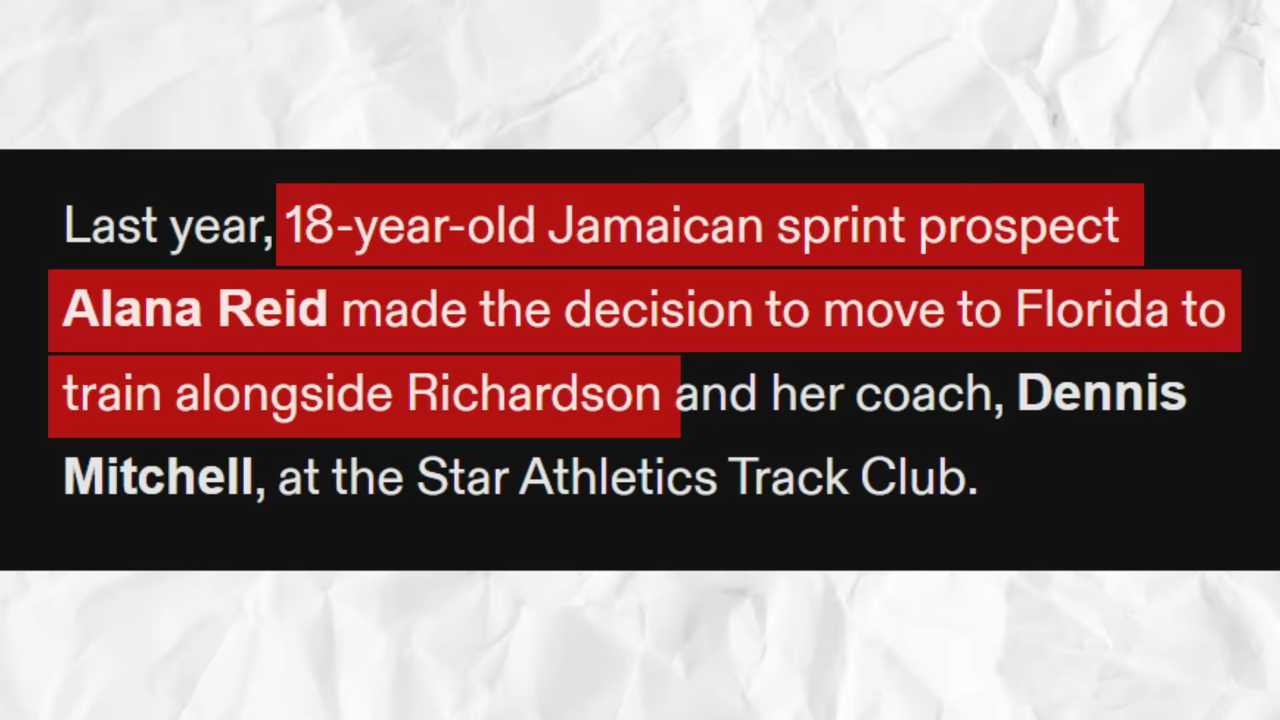 Last year, 18-year-old Jamaican sprint prospect
Alana Reid made the decision to move to Florida to
train alongside Richardson and her coach, Dennis
Mitchell, at the Star Athletics Track Club.